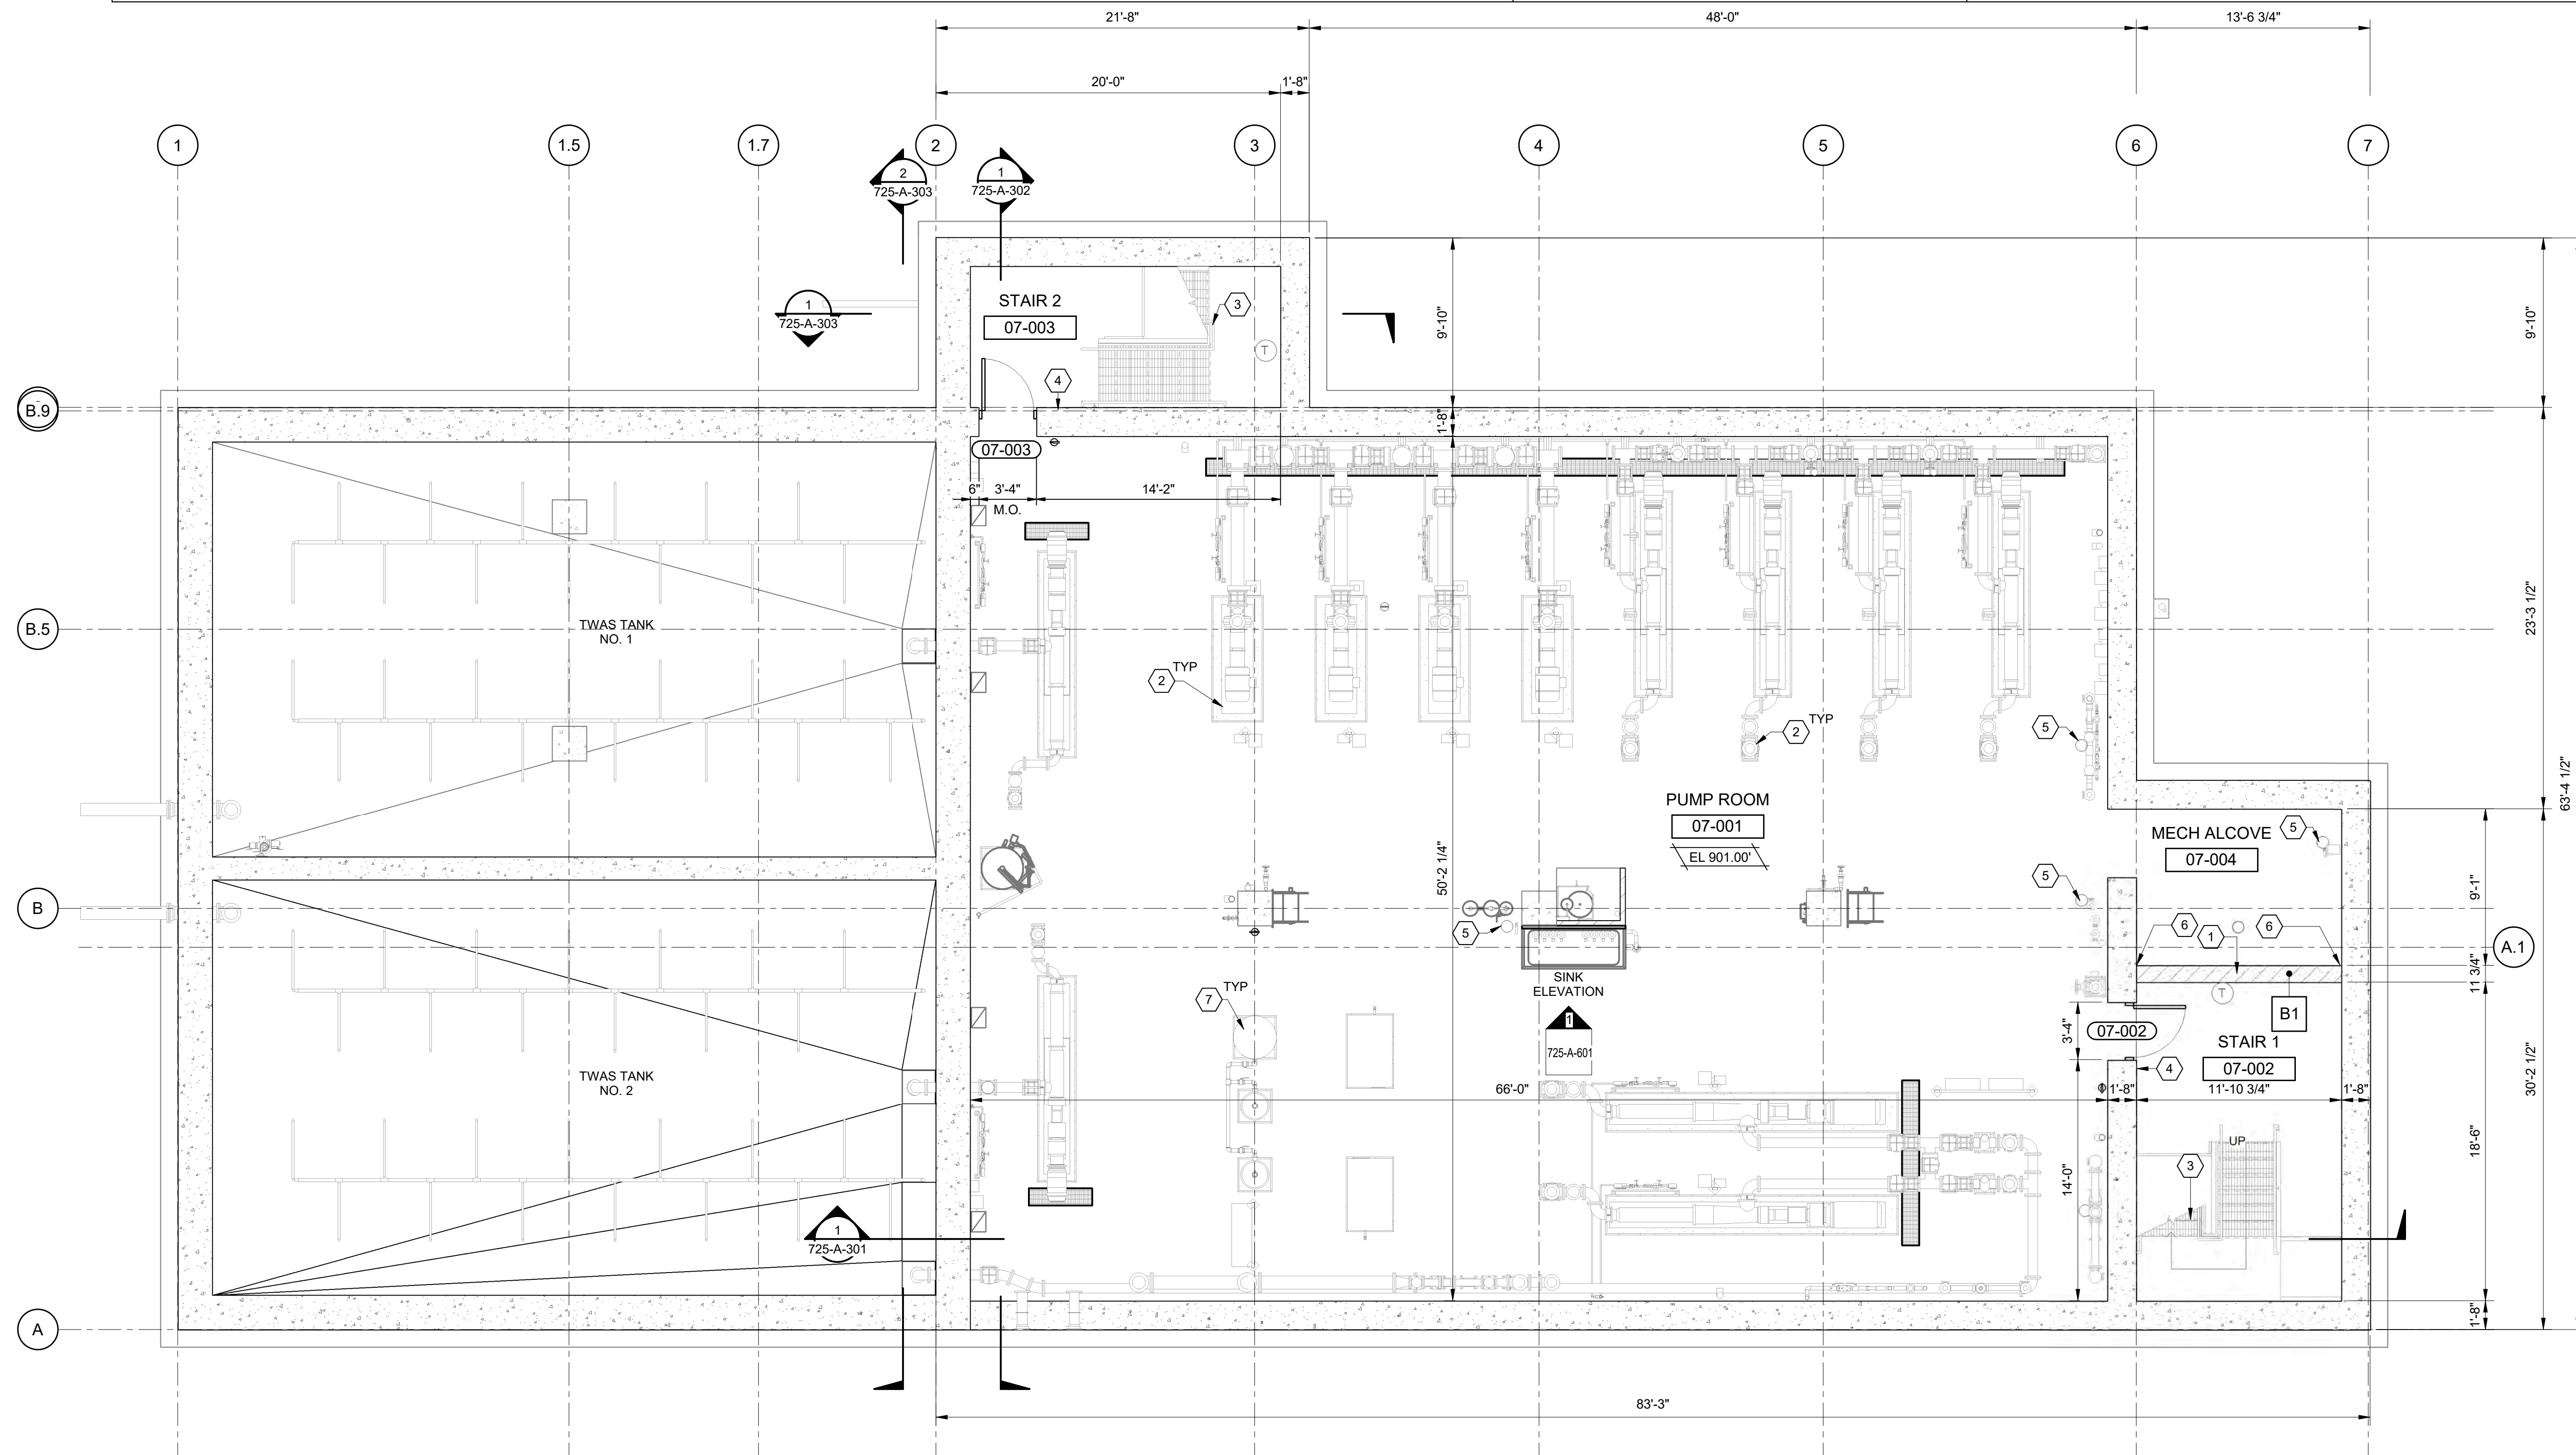 21'-8"
48'-0"
13'-6 3/4"
20'-0"
1'-8"
1
1.5
1.7
2
3
4
5
6
7
2
725-A-303
1
725-A-302
1
725-A-303
STAIR 2
07-003
3
T
4
9'-10"
9'-10"
B.9
1'-8"
07-003
6"
3'-4"
M.O.
14'-2"
23'-3 1/2"
B.5
TWAS TANK
NO. 1
TYP
2
TYP
2
5
63'-4 1/2"
PUMP ROOM
07-001
EL 901.00'
MECH ALCOVE
5
07-004
50'-2 1/4"
5
9'-1"
B
5
6
1
6
A.1
SINK
ELEVATION
11 3/4"
TYP
7
T
B1
1
725-A-601
3'-4"
07-002
STAIR 1
07-002
4
TWAS TANK
NO. 2
66'-0"
1'-8"
11'-10 3/4"
1'-8"
30'-2 1/2"
UP
3
18'-6"
14'-0"
1
725-A-301
1'-8"
A
83'-3"